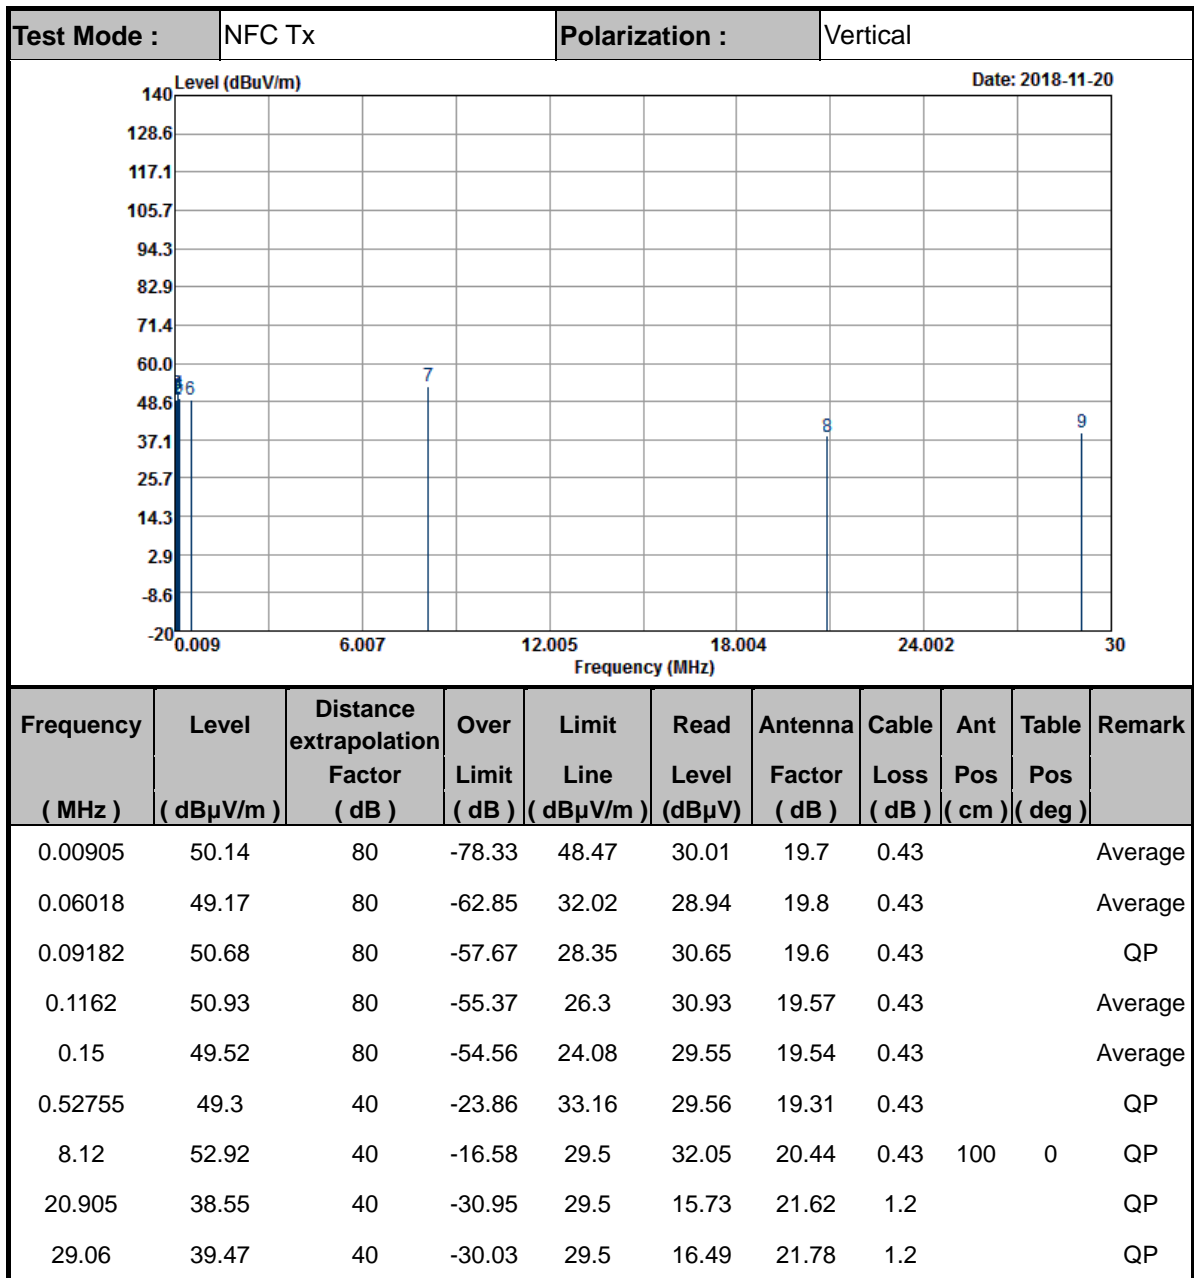 Test Mode : NFC Tx Polarization : Vertical
Level (dBuV/m) Date: 2018-11-20
140
128.6
117.1
105.7
94.3
82.9
71.4
60.0
48.6
37.1
25.7
14.3
2.9
-8.6
-20
6 7 8 9
0.009 6.007 12.005 18.004 24.002 30
Frequency (MHz)
Frequency Level Distance extrapolation Over Limit Read Antenna Cable Ant Table Remark
Factor Limit Line Level Factor Loss Pos Pos
( MHz ) ( dBµV/m ) ( dB ) ( dB ) ( dBµV/m ) (dBµV) ( dB ) ( dB ) ( cm ) ( deg )
0.00905 50.14 80 -78.33 48.47 30.01 19.7 0.43 Average
0.06018 49.17 80 -62.85 32.02 28.94 19.8 0.43 Average
0.09182 50.68 80 -57.67 28.35 30.65 19.6 0.43 QP
0.1162 50.93 80 -55.37 26.3 30.93 19.57 0.43 Average
0.15 49.52 80 -54.56 24.08 29.55 19.54 0.43 Average
0.52755 49.3 40 -23.86 33.16 29.56 19.31 0.43 QP
8.12 52.92 40 -16.58 29.5 32.05 20.44 0.43 100 0 QP
20.905 38.55 40 -30.95 29.5 15.73 21.62 1.2 QP
29.06 39.47 40 -30.03 29.5 16.49 21.78 1.2 QP